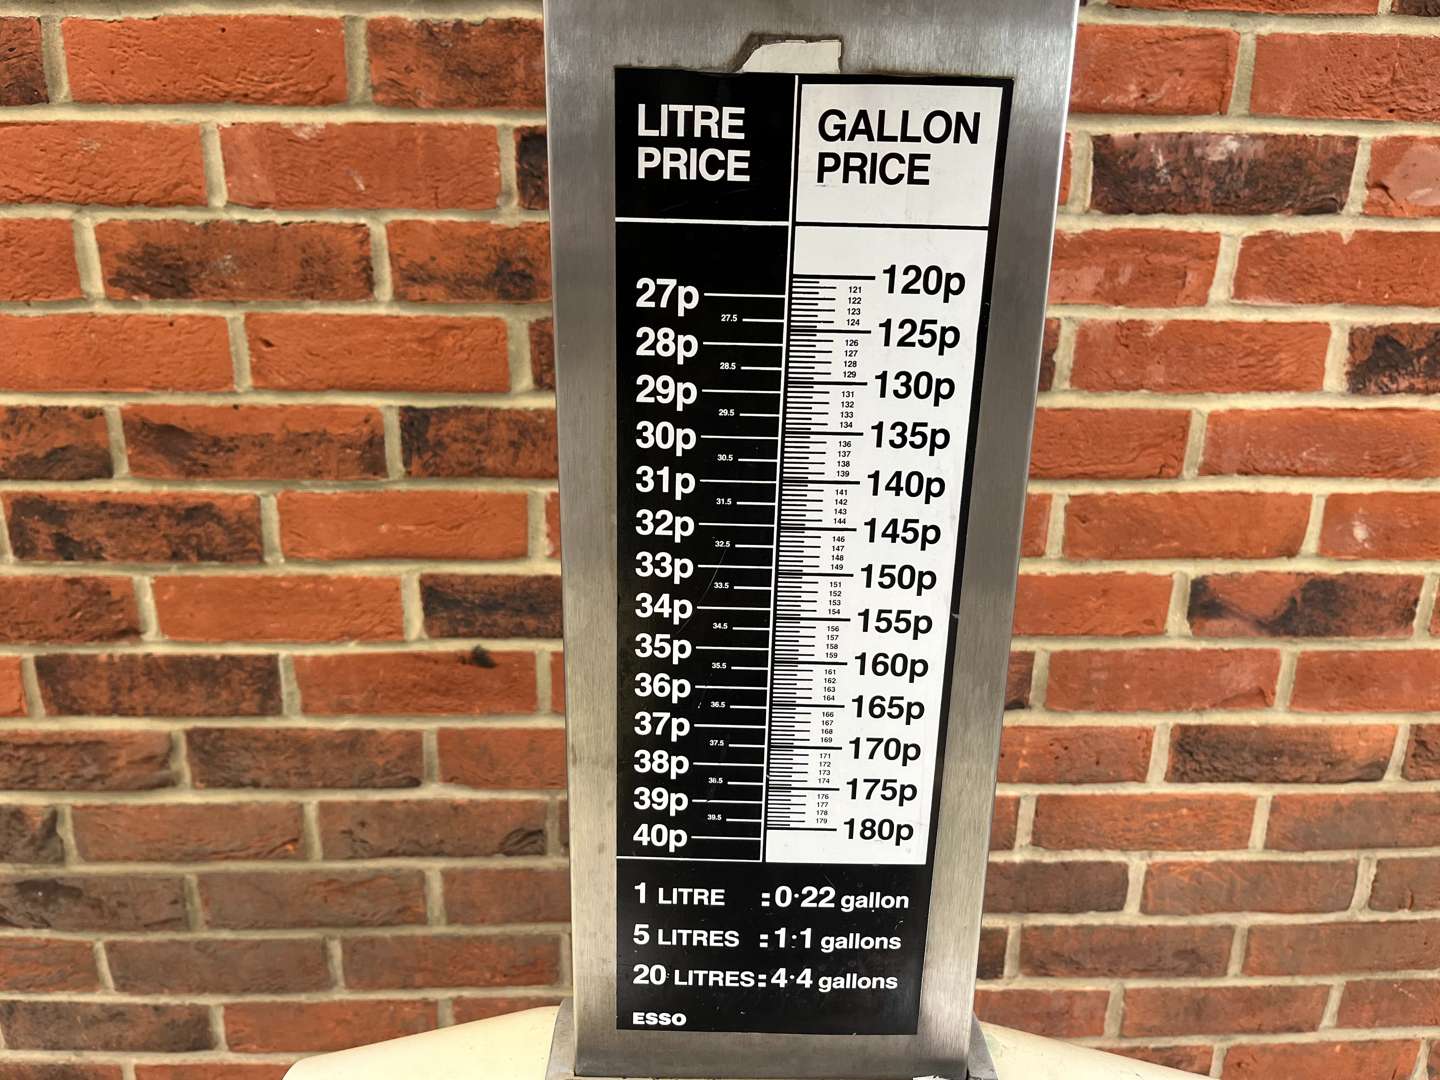 LITRE
PRICE
GALLON
PRICE
27p
27.5
28p
28.5
29p
29.5
30p
30.5
31p
31.5
32p
32.5
33p
33.5
34p
34.5
35p
35.5
36p
36.5
37p
37.5
38p
38.5
39p
39.5
40p
120p
121
122
123
124
125p
126
127
128
129
130p
131
132
133
134
135p
136
137
138
139
140p
141
142
143
144
145p
146
147
148
149
150p
151
152
153
154
155p
156
157
158
159
160p
161
162
163
164
165p
166
167
168
169
170p
171
172
173
174
175p
176
177
178
179
180p
1 LITRE :0·22 gallon
5 LITRES :1·1 gallons
20 LITRES:4·4 gallons
ESSO